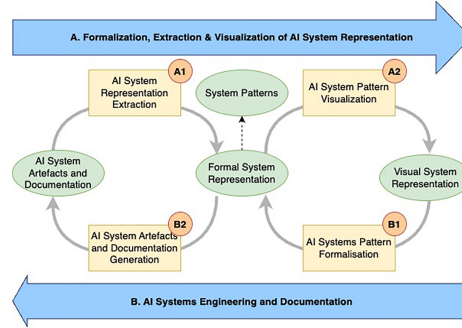 A. Formalization, Extraction & Visualization of AI System Representation
A1
AI System
Representation
Extraction
System Patterns
A2
AI System Pattern
Visualization
AI System
Artefacts and
Documentation
Formal System
Representation
Visual System
Representation
B2
AI System Artefacts
and Documentation
Generation
B1
AI Systems Pattern
Formalisation
B. AI Systems Engineering and Documentation